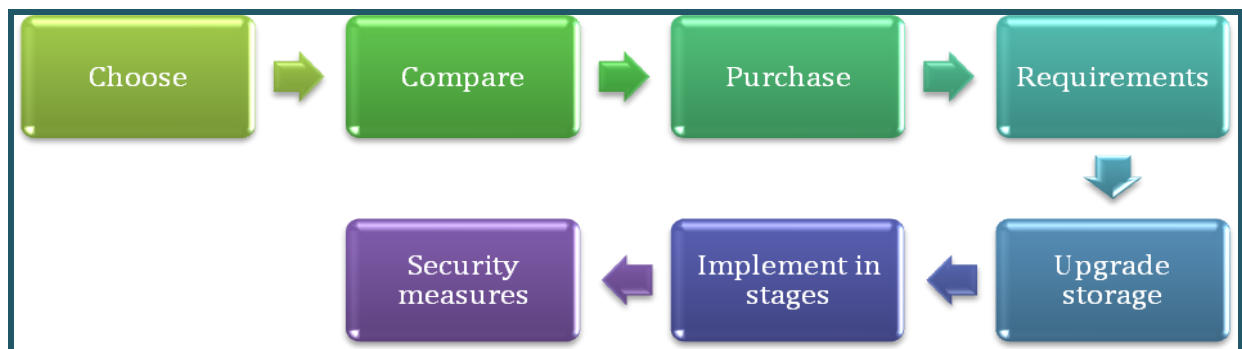 Choose
Compare
Purchase
Requirements
Upgrade
storage
Implement in
stages
Security
measures